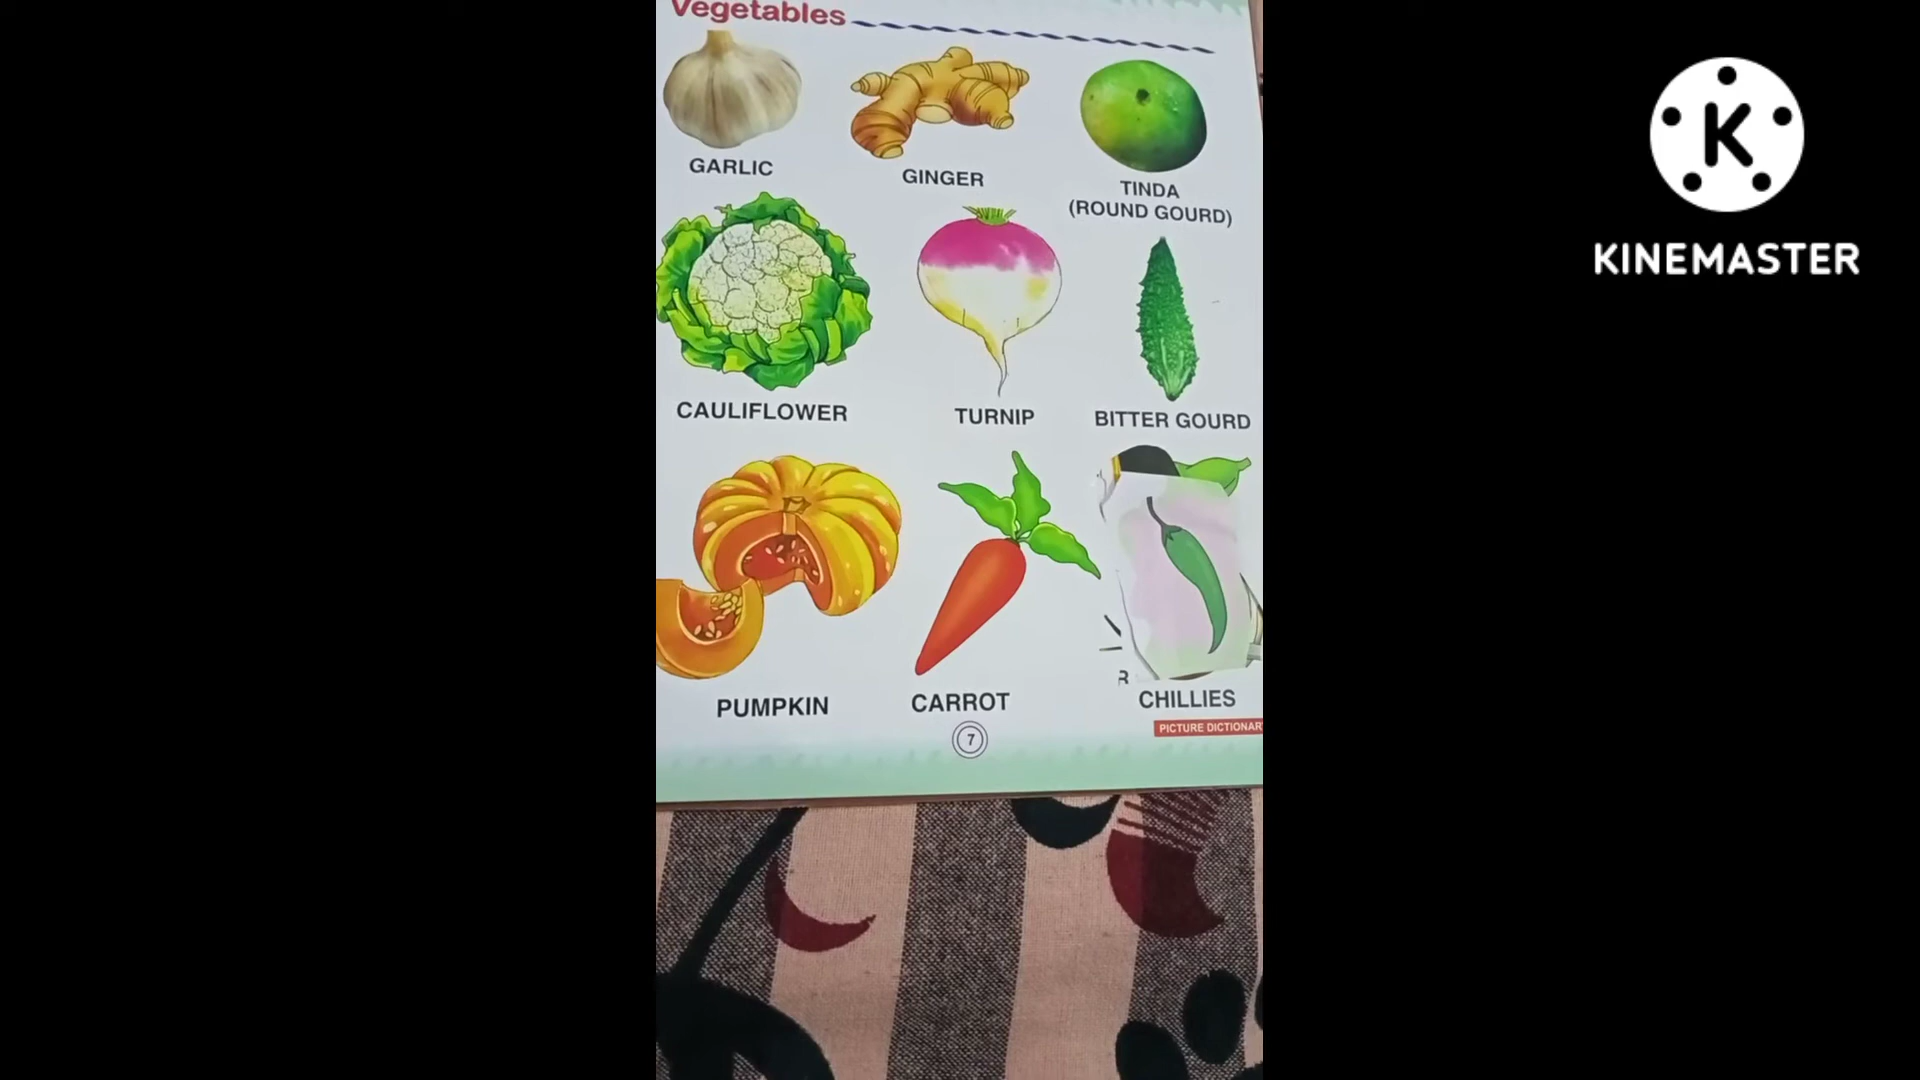 Vegetables
GARLIC
GINGER
TINDA
(ROUND GOURD)
CAULIFLOWER
TURNIP
BITTER GOURD
PUMPKIN
CARROT
R
CHILLIES
7
PICTURE DICTIONAR
K
KINEMASTER